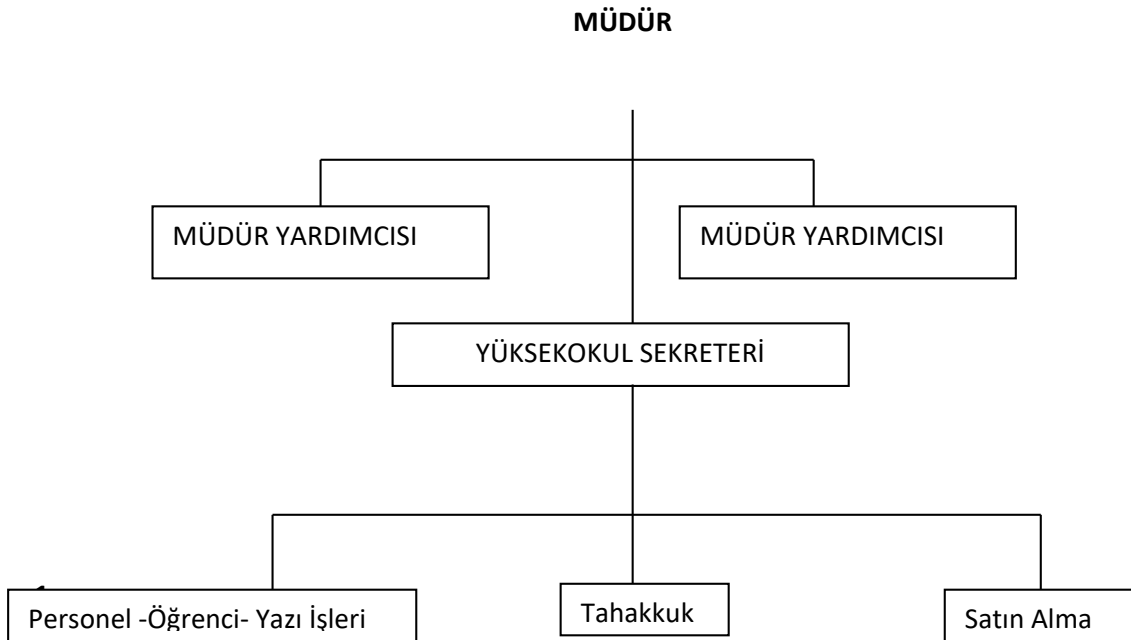 MÜDÜR
MÜDÜR YARDIMCISI
MÜDÜR YARDIMCISI
YÜKSEKOKUL SEKRETERİ
Personel -Öğrenci- Yazı İşleri
Tahakkuk
Satın Alma